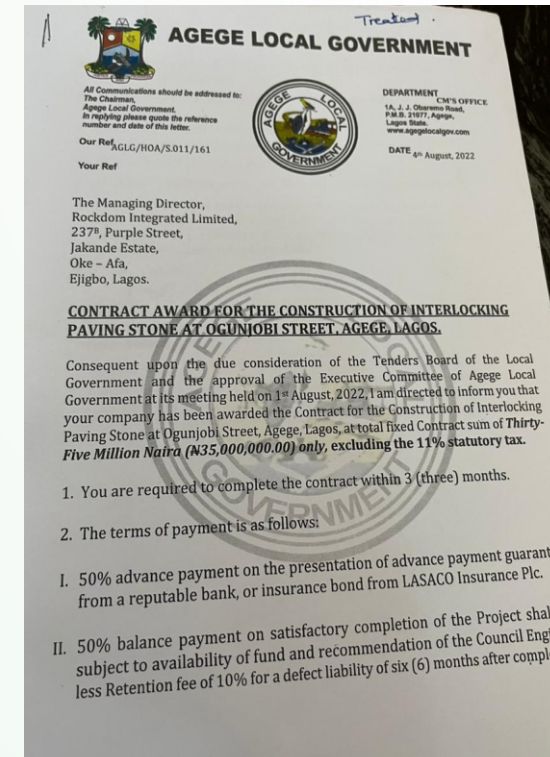 Treated.
AGEGE LOCAL GOVERNMENT
All Communications should be addressed to:
The Chairman,
Agege Local Government.
In replying please quote the reference
number and date of this letter.
Our Ref AGLG/HOA/S.011/161
Your Ref
AGEGE LOCAL GOVERNMENT
DEPARTMENT CM'S OFFICE
1A, J. J. Obaremo Road,
P.M.B. 21077, Agege,
Lagos State.
www.agegelocalgov.com
DATE 4th August, 2022
The Managing Director,
Rockdom Integrated Limited,
237B, Purple Street,
Jakande Estate,
Oke – Afa,
Ejigbo, Lagos.
CONTRACT AWARD FOR THE CONSTRUCTION OF INTERLOCKING
PAVING STONE AT OGUNJOBI STREET, AGEGE, LAGOS.
Consequent upon the due consideration of the Tenders Board of the Local
Government and the approval of the Executive Committee of Agege Local
Government at its meeting held on 1st August, 2022, I am directed to inform you that
your company has been awarded the Contract for the Construction of Interlocking
Paving Stone at Ogunjobi Street, Agege, Lagos, at total fixed Contract sum of Thirty-
Five Million Naira (₦35,000,000.00) only, excluding the 11% statutory tax.
1. You are required to complete the contract within 3 (three) months.
2. The terms of payment is as follows:
I. 50% advance payment on the presentation of advance payment guarant
from a reputable bank, or insurance bond from LASACO Insurance Plc.
II. 50% balance payment on satisfactory completion of the Project shal
subject to availability of fund and recommendation of the Council Eng
less Retention fee of 10% for a defect liability of six (6) months after compl